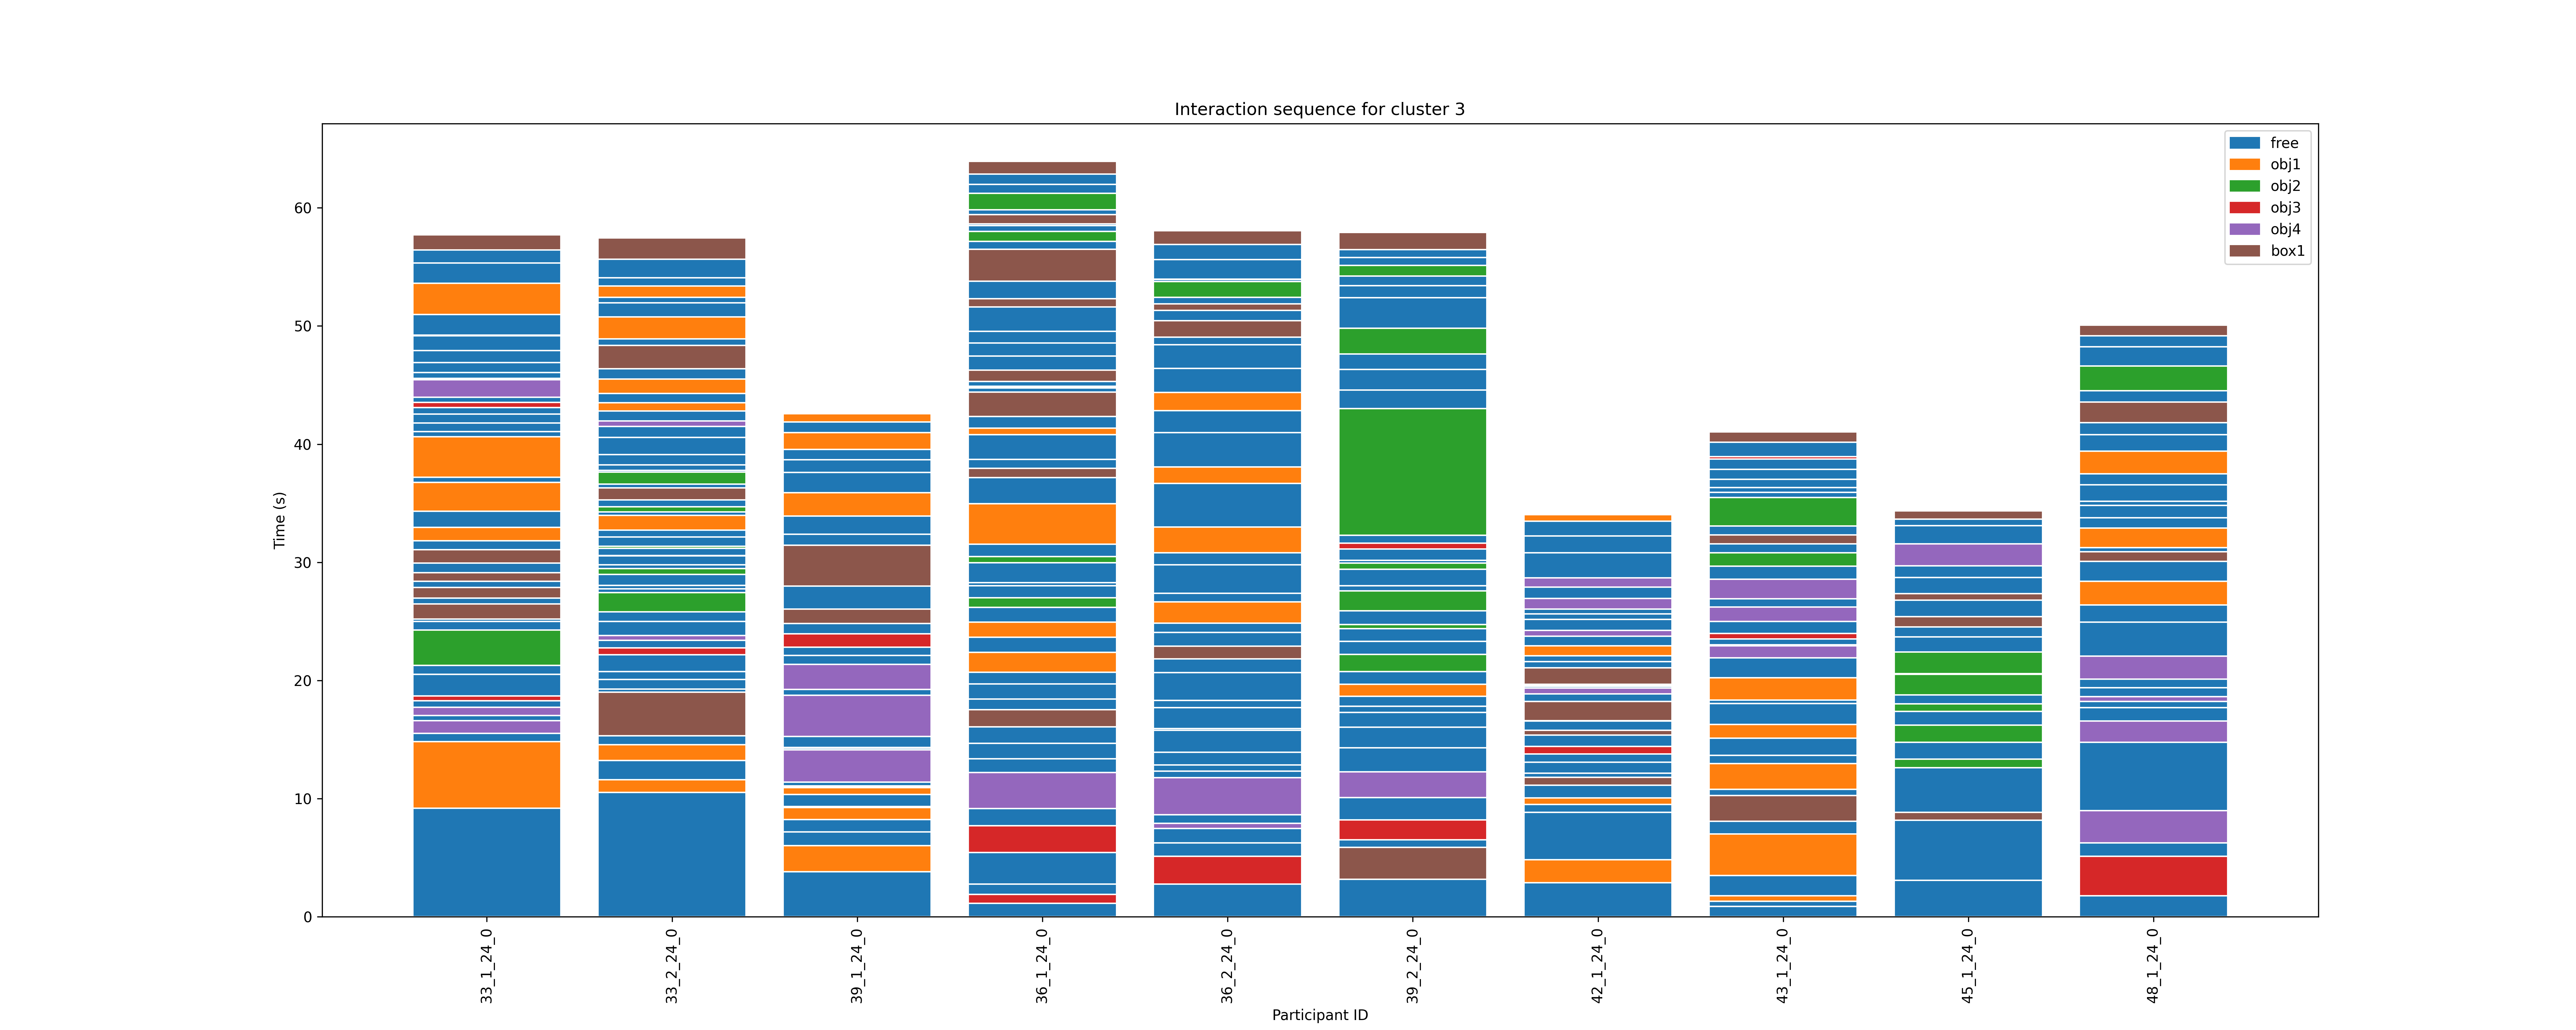 Interaction sequence for cluster 3
free
obj1
obj2
obj3
obj4
box1
60
50
40
30
20
10
0
Time (s)
33_1_24_0
33_2_24_0
39_1_24_0
36_1_24_0
36_2_24_0
39_2_24_0
42_1_24_0
43_1_24_0
45_1_24_0
48_1_24_0
Participant ID